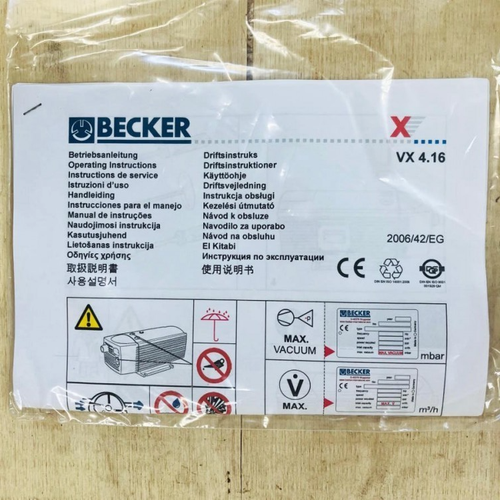 BECKER
X
VX 4.16
Betriebsanleitung
Operating Instructions
Instructions de service
Istruzioni d'uso
Handleiding
Instrucciones para el manejo
Manual de instruções
Naudojimosi instrukcija
Kasutusjuhend
Lietošanas instrukcija
Οδηγίες χρήσης
取扱説明書
사용설명서
Driftsinstruks
Driftsinstruktioner
Käyttöohje
Driftsvejledning
Instrukcja obsługi
Kezelési útmutató
Návod k obsluze
Navodilo za uporabo
Návod na obsluhu
El Kitabi
Инструкция по эксплуатации
使用说明书
2006/42/EG
CE
MAX.
VACUUM
BECKER
MAX. VACUUM
mbar
V
MAX.
BECKER
m³/h